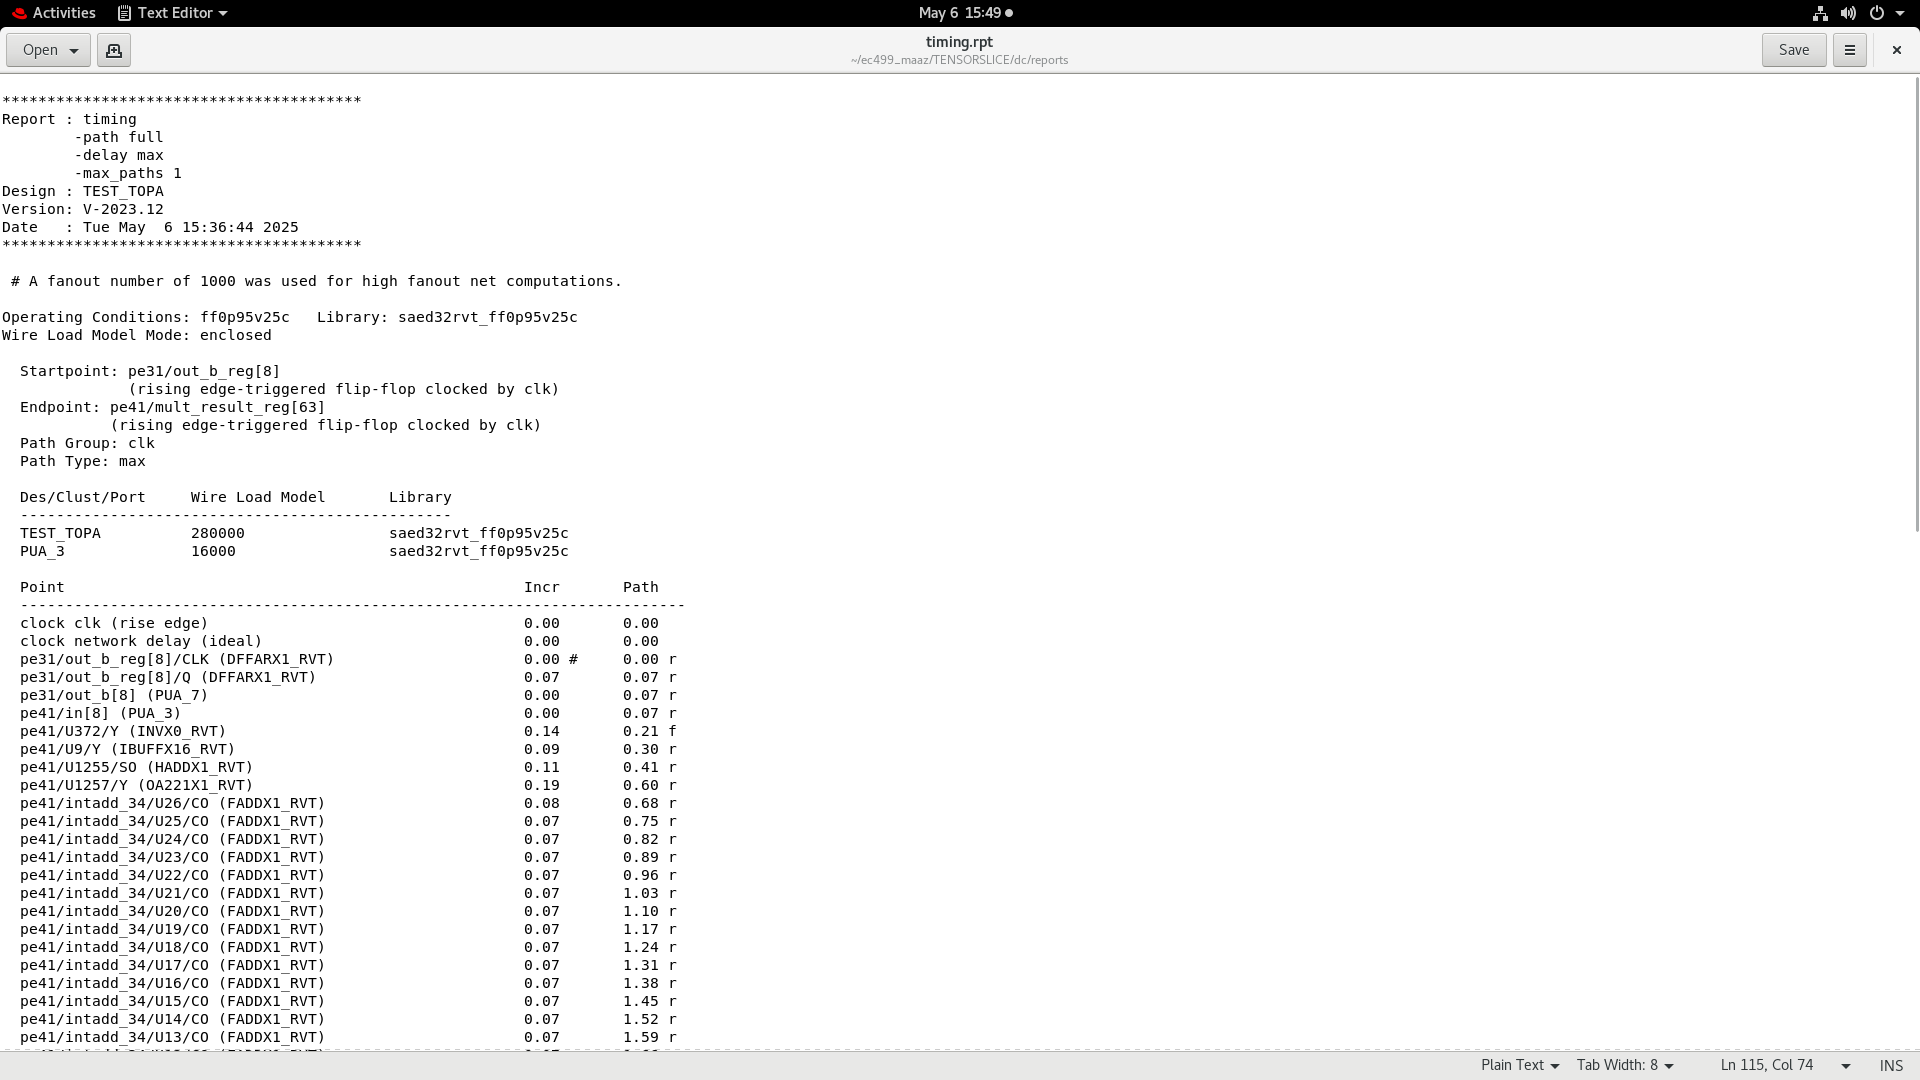 Activities Text Editor May 6 15:49
Open timing.rpt Save
~/ec499_maaz/TENSORSLICE/dc/reports
****************************************
Report : timing
        -path full
        -delay max
        -max_paths 1
Design : TEST_TOPA
Version: V-2023.12
Date   : Tue May  6 15:36:44 2025
****************************************
 # A fanout number of 1000 was used for high fanout net computations.
Operating Conditions: ff0p95v25c   Library: saed32rvt_ff0p95v25c
Wire Load Model Mode: enclosed
  Startpoint: pe31/out_b_reg[8]
              (rising edge-triggered flip-flop clocked by clk)
  Endpoint: pe41/mult_result_reg[63]
            (rising edge-triggered flip-flop clocked by clk)
  Path Group: clk
  Path Type: max
  Des/Clust/Port     Wire Load Model       Library
  ------------------------------------------------
  TEST_TOPA          280000                saed32rvt_ff0p95v25c
  PUA_3              16000                 saed32rvt_ff0p95v25c
  Point                                                   Incr       Path
  --------------------------------------------------------------------------
  clock clk (rise edge)                                   0.00       0.00
  clock network delay (ideal)                             0.00       0.00
  pe31/out_b_reg[8]/CLK (DFFARX1_RVT)                     0.00 #     0.00 r
  pe31/out_b_reg[8]/Q (DFFARX1_RVT)                       0.07       0.07 r
  pe31/out_b[8] (PUA_7)                                   0.00       0.07 r
  pe41/in[8] (PUA_3)                                      0.00       0.07 r
  pe41/U372/Y (INVX0_RVT)                                 0.14       0.21 f
  pe41/U9/Y (IBUFFX16_RVT)                                0.09       0.30 r
  pe41/U1255/SO (HADDX1_RVT)                              0.11       0.41 r
  pe41/U1257/Y (OA221X1_RVT)                              0.19       0.60 r
  pe41/intadd_34/U26/CO (FADDX1_RVT)                      0.08       0.68 r
  pe41/intadd_34/U25/CO (FADDX1_RVT)                      0.07       0.75 r
  pe41/intadd_34/U24/CO (FADDX1_RVT)                      0.07       0.82 r
  pe41/intadd_34/U23/CO (FADDX1_RVT)                      0.07       0.89 r
  pe41/intadd_34/U22/CO (FADDX1_RVT)                      0.07       0.96 r
  pe41/intadd_34/U21/CO (FADDX1_RVT)                      0.07       1.03 r
  pe41/intadd_34/U20/CO (FADDX1_RVT)                      0.07       1.10 r
  pe41/intadd_34/U19/CO (FADDX1_RVT)                      0.07       1.17 r
  pe41/intadd_34/U18/CO (FADDX1_RVT)                      0.07       1.24 r
  pe41/intadd_34/U17/CO (FADDX1_RVT)                      0.07       1.31 r
  pe41/intadd_34/U16/CO (FADDX1_RVT)                      0.07       1.38 r
  pe41/intadd_34/U15/CO (FADDX1_RVT)                      0.07       1.45 r
  pe41/intadd_34/U14/CO (FADDX1_RVT)                      0.07       1.52 r
  pe41/intadd_34/U13/CO (FADDX1_RVT)                      0.07       1.59 r
Plain Text Tab Width: 8 Ln 115, Col 74 INS